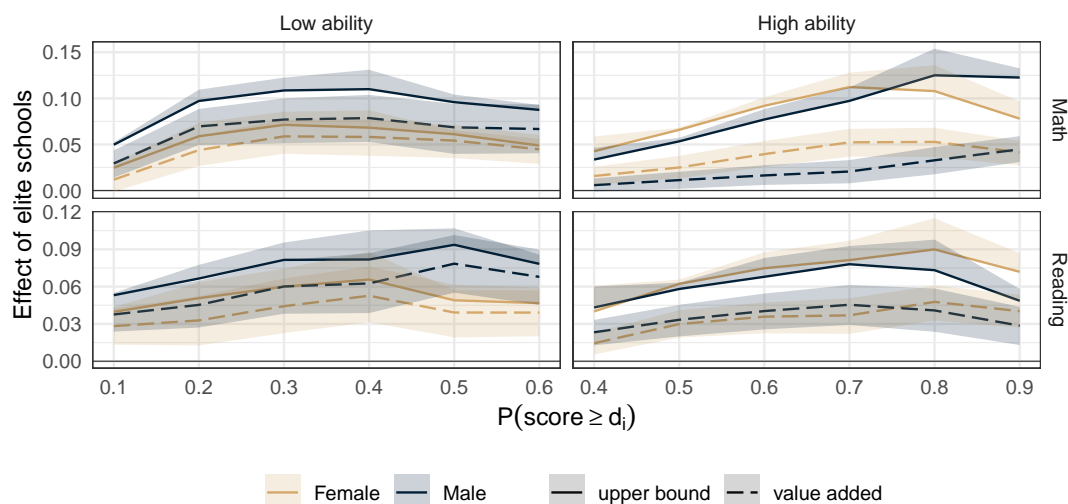 Low ability
High ability
0.15
0.10
0.05
0.00
Math
0.12
0.09
0.06
0.03
0.00
Reading
Effect of elite schools
0.1 0.2 0.3 0.4 0.5 0.6
0.4 0.5 0.6 0.7 0.8 0.9
P(score ≥ dᵢ)
Female Male upper bound value added